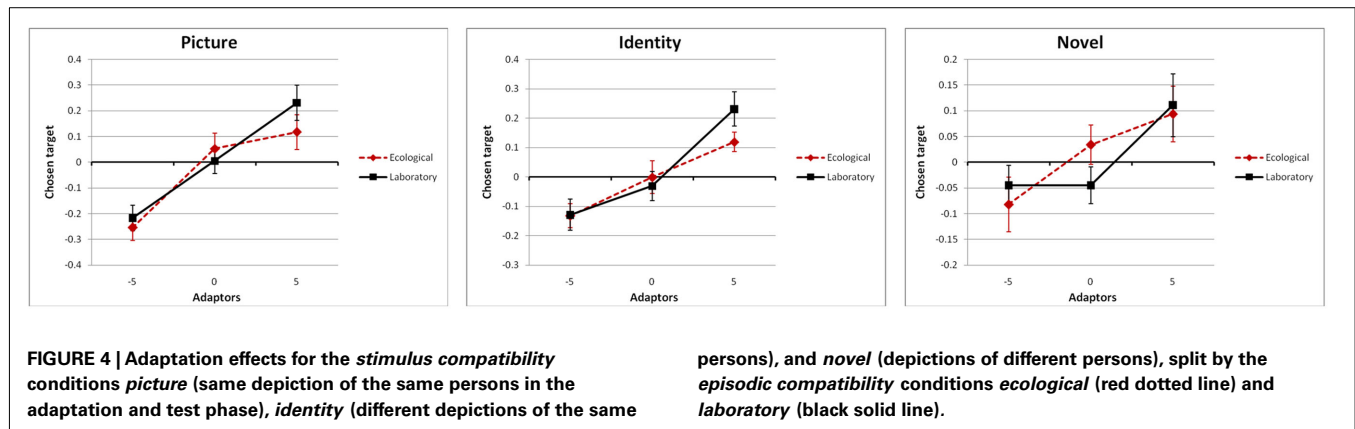 Picture
0.4
0.3
0.2
0.1
0
-0.1
-0.2
-0.3
-0.4
Chosen target
-5 0 5
Adaptors
Ecological
Laboratory
Identity
0.4
0.3
0.2
0.1
0
-0.1
-0.2
-0.3
Chosen target
-5 0 5
Adaptors
Ecological
Laboratory
Novel
0.2
0.15
0.1
0.05
0
-0.05
-0.1
-0.15
-0.2
Chosen target
-5 0 5
Adaptors
Ecological
Laboratory
FIGURE 4 | Adaptation effects for the stimulus compatibility
conditions picture (same depiction of the same persons in the
adaptation and test phase), identity (different depictions of the same
persons), and novel (depictions of different persons), split by the
episodic compatibility conditions ecological (red dotted line) and
laboratory (black solid line).